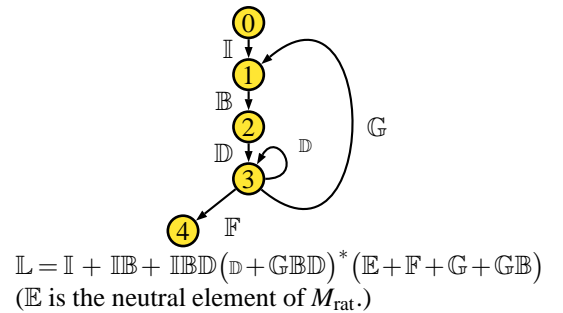 0
𝕀
1
𝔹
2
𝔻
𝔻
3
𝔾
4
𝔽
𝕃 = 𝕀 + 𝕀𝔹 + 𝕀𝔹𝔻(𝔻+𝔾𝔹𝔻)*(𝔼+𝔽+𝔾+𝔾𝔹)
(𝔼 is the neutral element of M_rat.)